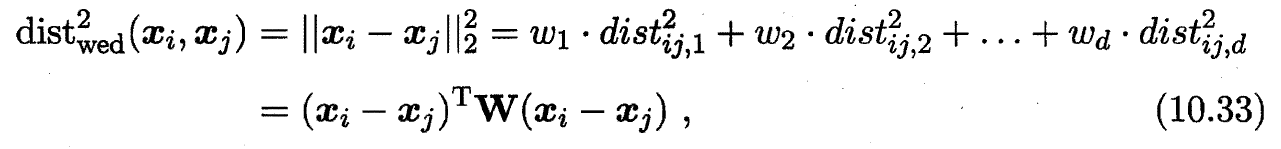 dist²_wed(𝒙_i, 𝒙_j) = ||𝒙_i − 𝒙_j||²_2 = w_1 · dist²_{ij,1} + w_2 · dist²_{ij,2} + … + w_d · dist²_{ij,d}
= (𝒙_i − 𝒙_j)^T 𝐖(𝒙_i − 𝒙_j) , (10.33)